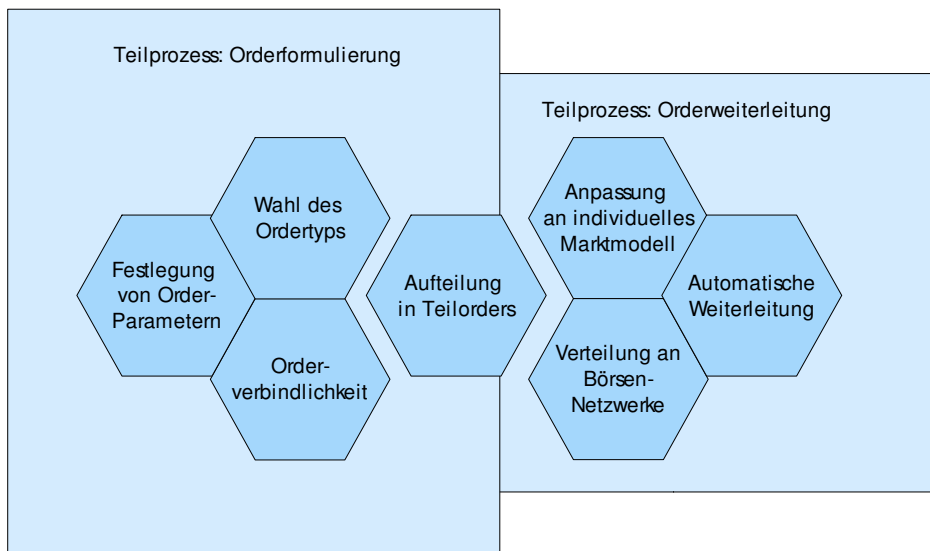 Teilprozess: Orderformulierung
Teilprozess: Orderweiterleitung
Wahl des
Ordertyps
Festlegung
von Order-
Parametern
Order-
verbindlichkeit
Aufteilung
in Teilorders
Anpassung
an individuelles
Marktmodell
Automatische
Weiterleitung
Verteilung an
Börsen-
Netzwerke